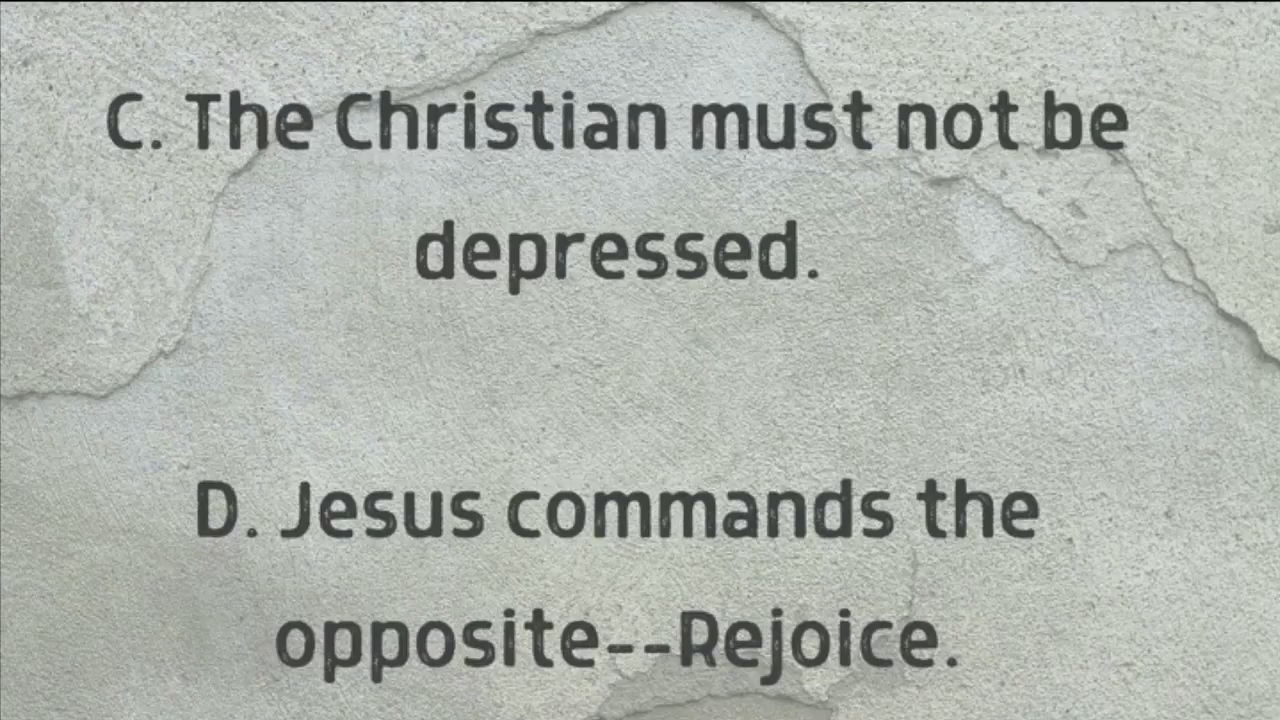 C. The Christian must not be
depressed.
D. Jesus commands the
opposite--Rejoice.